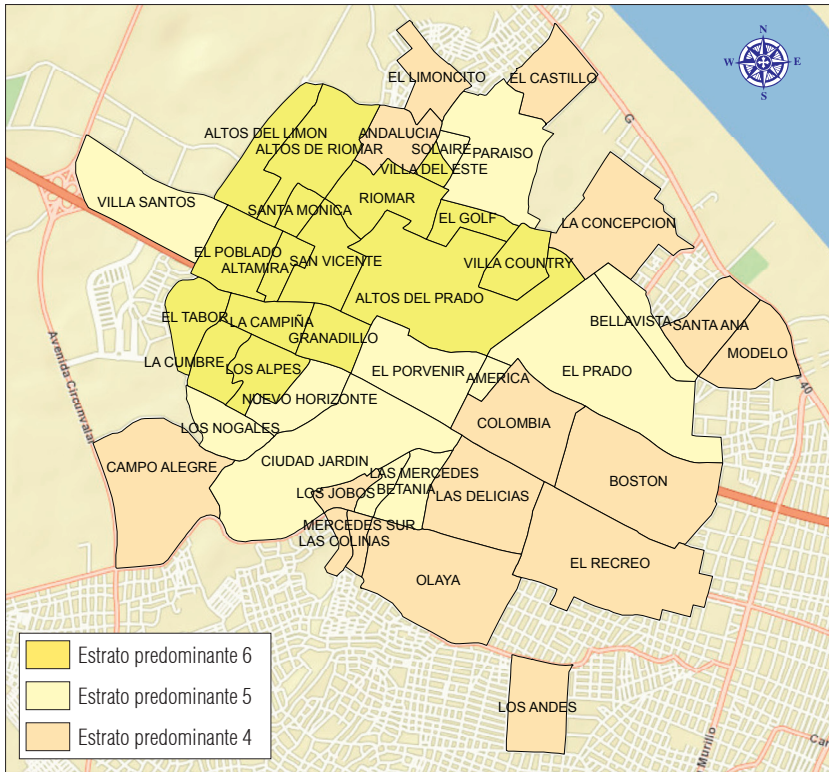 N
W E
S
EL LIMONCITO
EL CASTILLO
G
ALTOS DEL LIMON
ANDALUCIA
ALTOS DE RIOMAR
SOLAIRE
PARAISO
VILLA DEL ESTE
VILLA SANTOS
SANTA MONICA
RIOMAR
EL GOLF
LA CONCEPCION
EL POBLADO
ALTAMIRA
SAN VICENTE
VILLA COUNTRY
ALTOS DEL PRADO
EL TABOR
LA CAMPIÑA
GRANADILLO
BELLAVISTA
SANTA ANA
MODELO
LA CUMBRE
LOS ALPES
EL PORVENIR
AMERICA
EL PRADO
40
Avenida Circunvalar
NUEVO HORIZONTE
LOS NOGALES
COLOMBIA
CAMPO ALEGRE
CIUDAD JARDIN
LAS MERCEDES
LOS JOBOS
BETANIA
LAS DELICIAS
BOSTON
MERCEDES SUR
LAS COLINAS
OLAYA
EL RECREO
LOS ANDES
Murillo
Car
Estrato predominante 6
Estrato predominante 5
Estrato predominante 4